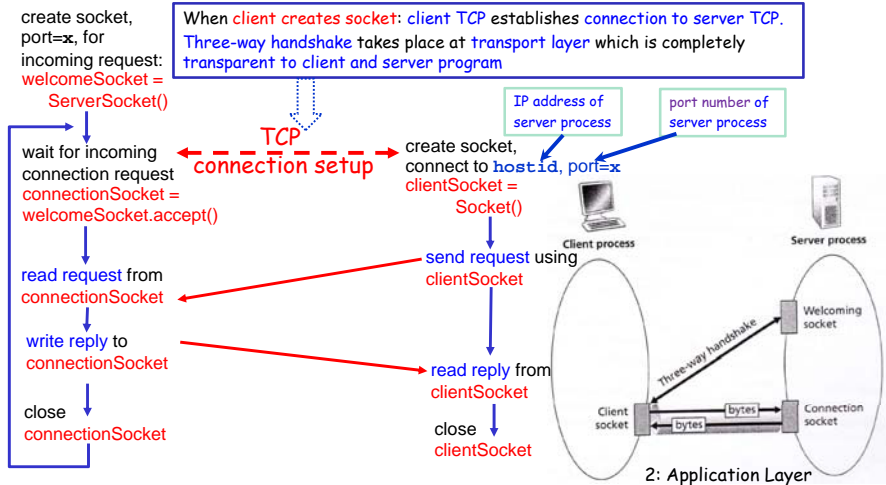 create socket,
port=x, for
incoming request:
welcomeSocket =
ServerSocket()
When client creates socket: client TCP establishes connection to server TCP.
Three-way handshake takes place at transport layer which is completely
transparent to client and server program
IP address of
server process
port number of
server process
wait for incoming
connection request
connectionSocket =
welcomeSocket.accept()
TCP
connection setup
create socket,
connect to hostid, port=x
clientSocket =
Socket()
read request from
connectionSocket
send request using
clientSocket
write reply to
connectionSocket
read reply from
clientSocket
close
connectionSocket
close
clientSocket
Client process
Server process
Welcoming
socket
Three-way handshake
Client
socket
bytes
bytes
Connection
socket
2: Application Layer